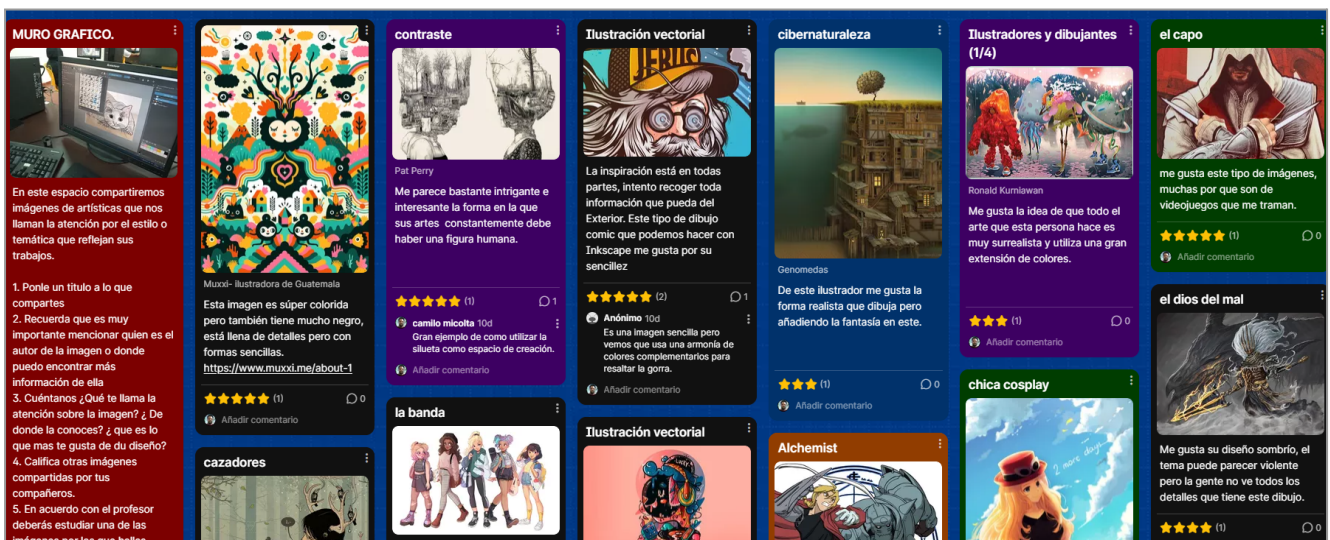 MURO GRAFICO.
En este espacio compartiremos
imágenes de artísticas que nos
llaman la atención por el estilo o
temática que reflejan sus
trabajos.
1. Ponle un titulo a lo que
compartes
2. Recuerda que es muy
importante mencionar quien es el
autor de la imagen o donde
puedo encontrar más
información de ella
3. Cuéntanos ¿Qué te llama la
atención sobre la imagen? ¿ De
donde la conoces? ¿ que es lo
que mas te gusta de du diseño?
4. Califica otras imágenes
compartidas por tus
compañeros.
5. En acuerdo con el profesor
deberás estudiar una de las
Muxxi- ilustradora de Guatemala
Esta imagen es súper colorida
pero también tiene mucho negro,
está llena de detalles pero con
formas sencillas.
https://www.muxxi.me/about-1
(1)
0
Añadir comentario
cazadores
contraste
Pat Perry
Me parece bastante intrigante e
interesante la forma en la que
sus artes constantemente debe
haber una figura humana.
(1)
1
camilo micolta 10d
Gran ejemplo de como utilizar la
silueta como espacio de creación.
Añadir comentario
la banda
Ilustración vectorial
La inspiración está en todas
partes, intento recoger toda
información que pueda del
Exterior. Este tipo de dibujo
comic que podemos hacer con
Inkscape me gusta por su
sencillez
(2)
1
Anónimo 10d
Es una imagen sencilla pero
vemos que usa una armonía de
colores complementarios para
resaltar la gorra.
Añadir comentario
Ilustración vectorial
cibernaturaleza
Genomedas
De este ilustrador me gusta la
forma realista que dibuja pero
añadiendo la fantasía en este.
(1)
0
Añadir comentario
Alchemist
Ilustradores y dibujantes
(1/4)
Ronald Kurniawan
Me gusta la idea de que todo el
arte que esta persona hace es
muy surrealista y utiliza una gran
extensión de colores.
(1)
0
Añadir comentario
chica cosplay
2 more days
el capo
me gusta este tipo de imágenes,
muchas por que son de
videojuegos que me traman.
(1)
0
Añadir comentario
el dios del mal
Me gusta su diseño sombrío, el
tema puede parecer violente
pero la gente no ve todos los
detalles que tiene este dibujo.
(1)
0